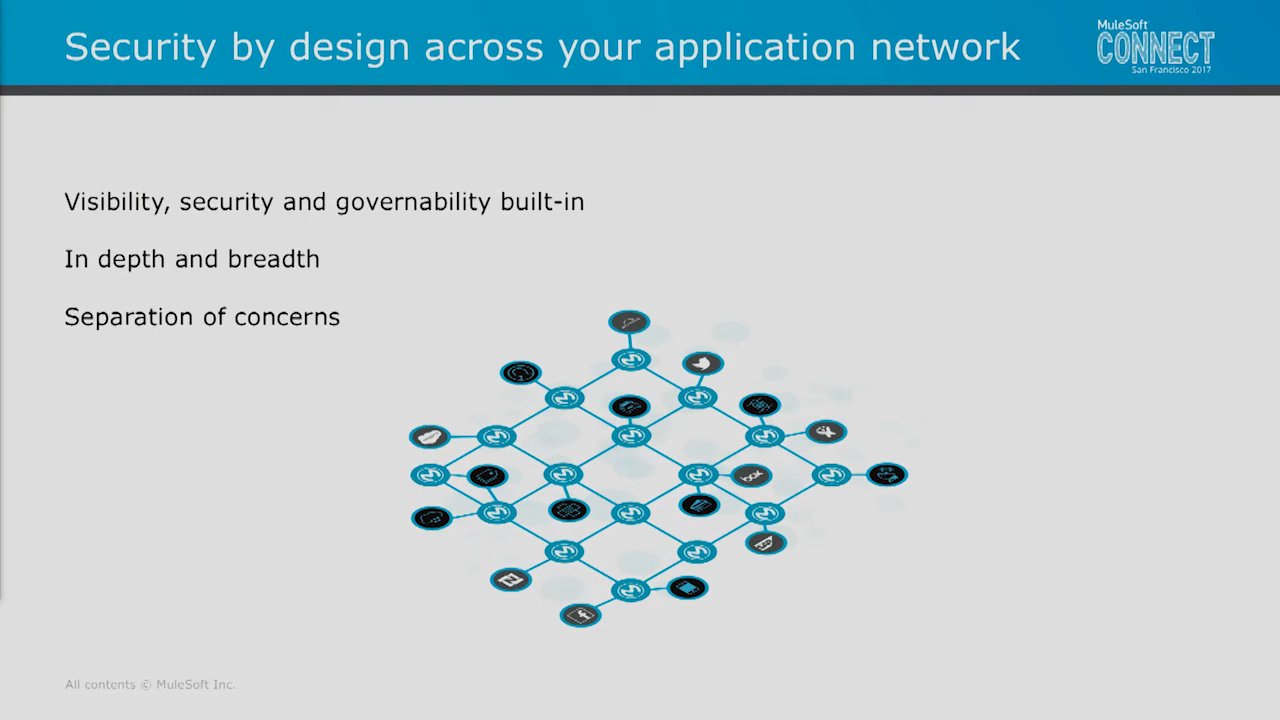 Security by design across your application network
MuleSoft
CONNECT
San Francisco 2017
Visibility, security and governability built-in
In depth and breadth
Separation of concerns
box
All contents © MuleSoft Inc.